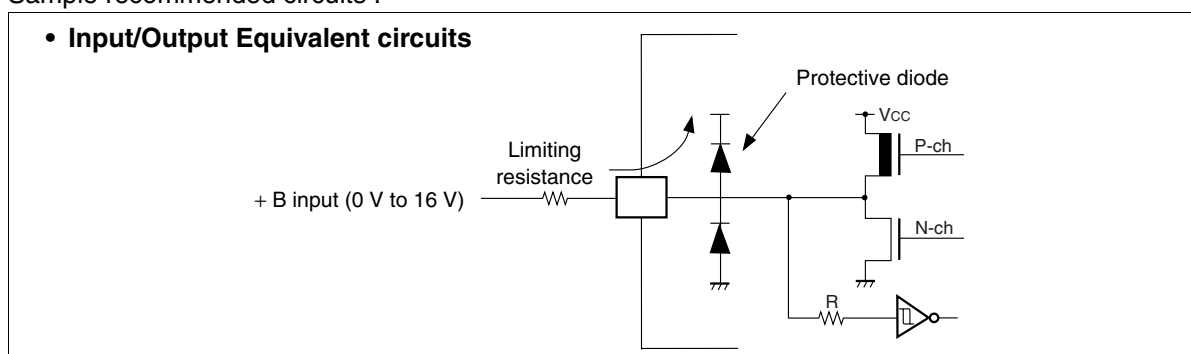 Sample recommended circuits :
• Input/Output Equivalent circuits
Protective diode
Vcc
P-ch
Limiting
resistance
+ B input (0 V to 16 V)
N-ch
R